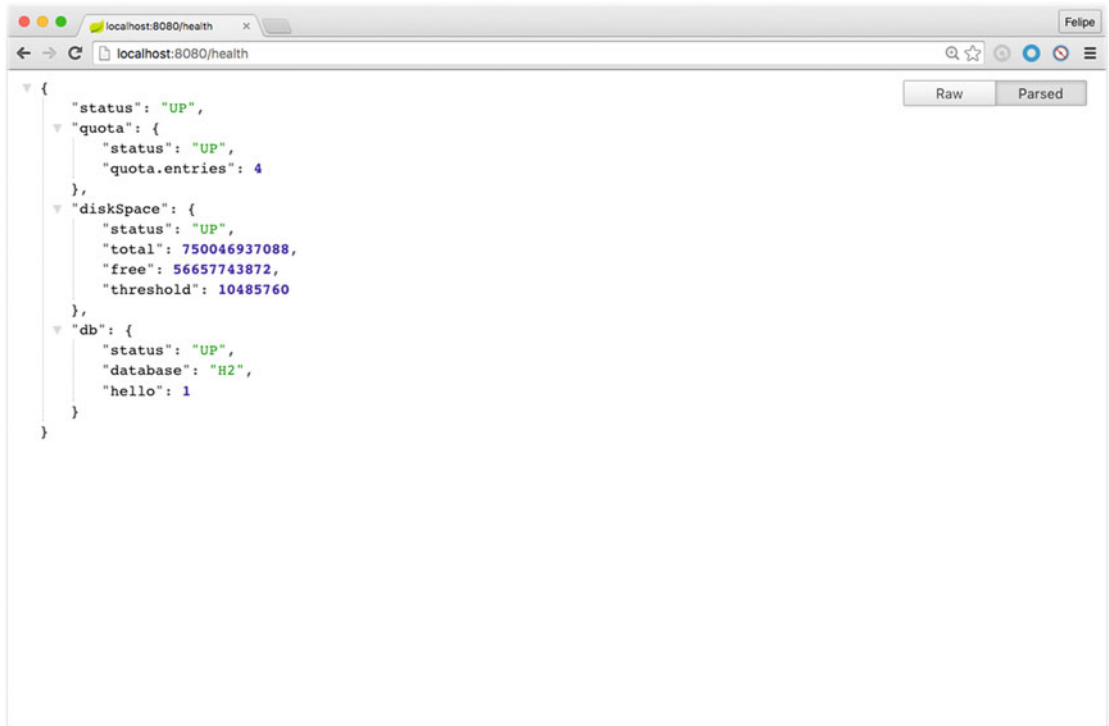 localhost:8080/health
Felipe
localhost:8080/health
Raw Parsed
{
"status": "UP",
"quota": {
"status": "UP",
"quota.entries": 4
},
"diskSpace": {
"status": "UP",
"total": 750046937088,
"free": 56657743872,
"threshold": 10485760
},
"db": {
"status": "UP",
"database": "H2",
"hello": 1
}
}